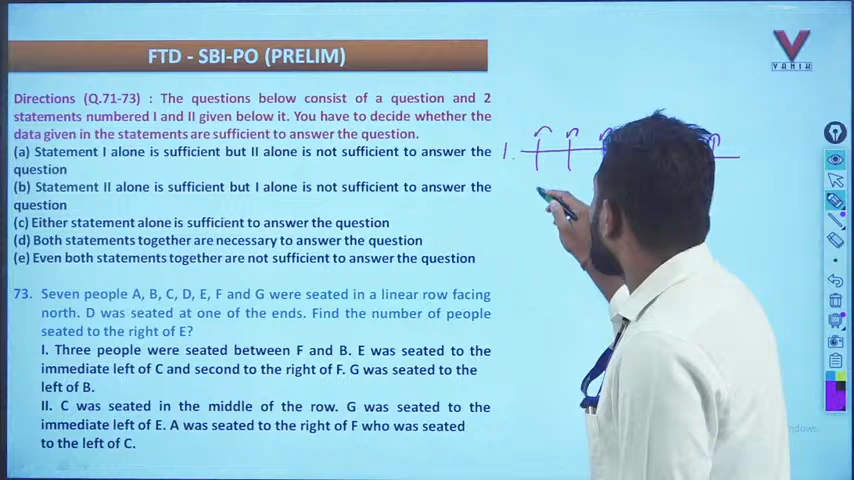 FTD - SBI-PO (PRELIM)
VANIK
Directions (Q.71-73) : The questions below consist of a question and 2
statements numbered I and II given below it. You have to decide whether the
data given in the statements are sufficient to answer the question.
(a) Statement I alone is sufficient but II alone is not sufficient to answer the
question
(b) Statement II alone is sufficient but I alone is not sufficient to answer the
question
(c) Either statement alone is sufficient to answer the question
(d) Both statements together are necessary to answer the question
(e) Even both statements together are not sufficient to answer the question
1.
73. Seven people A, B, C, D, E, F and G were seated in a linear row facing
north. D was seated at one of the ends. Find the number of people
seated to the right of E?
I. Three people were seated between F and B. E was seated to the
immediate left of C and second to the right of F. G was seated to the
left of B.
II. C was seated in the middle of the row. G was seated to the
immediate left of E. A was seated to the right of F who was seated
to the left of C.